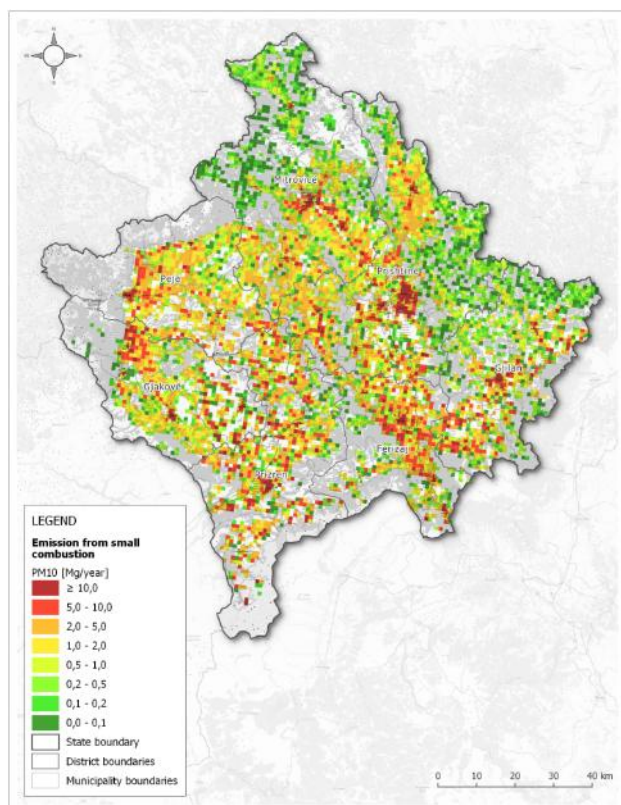 Mitrovicë
Prishtinë
Pejë
Gjilan
Gjakovë
Ferizaj
Prizren
LEGEND
Emission from small
combustion
PM10 [Mg/year]
≥ 10,0
5,0 - 10,0
2,0 - 5,0
1,0 - 2,0
0,5 - 1,0
0,2 - 0,5
0,1 - 0,2
0,0 - 0,1
State boundary
District boundaries
Municipality boundaries
0 10 20 30 40 km